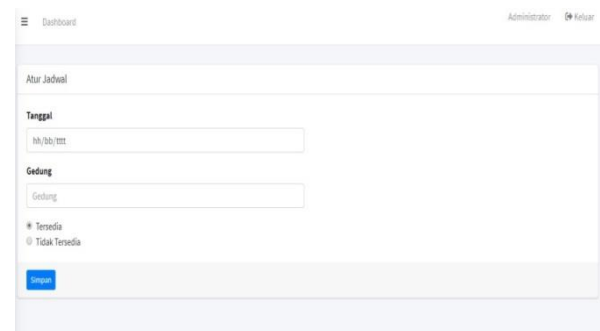 Dashboard Administrator Keluar
Atur Jadwal
Tanggal
hh/bb/tttt
Gedung
Gedung
Tersedia
Tidak Tersedia
Simpan